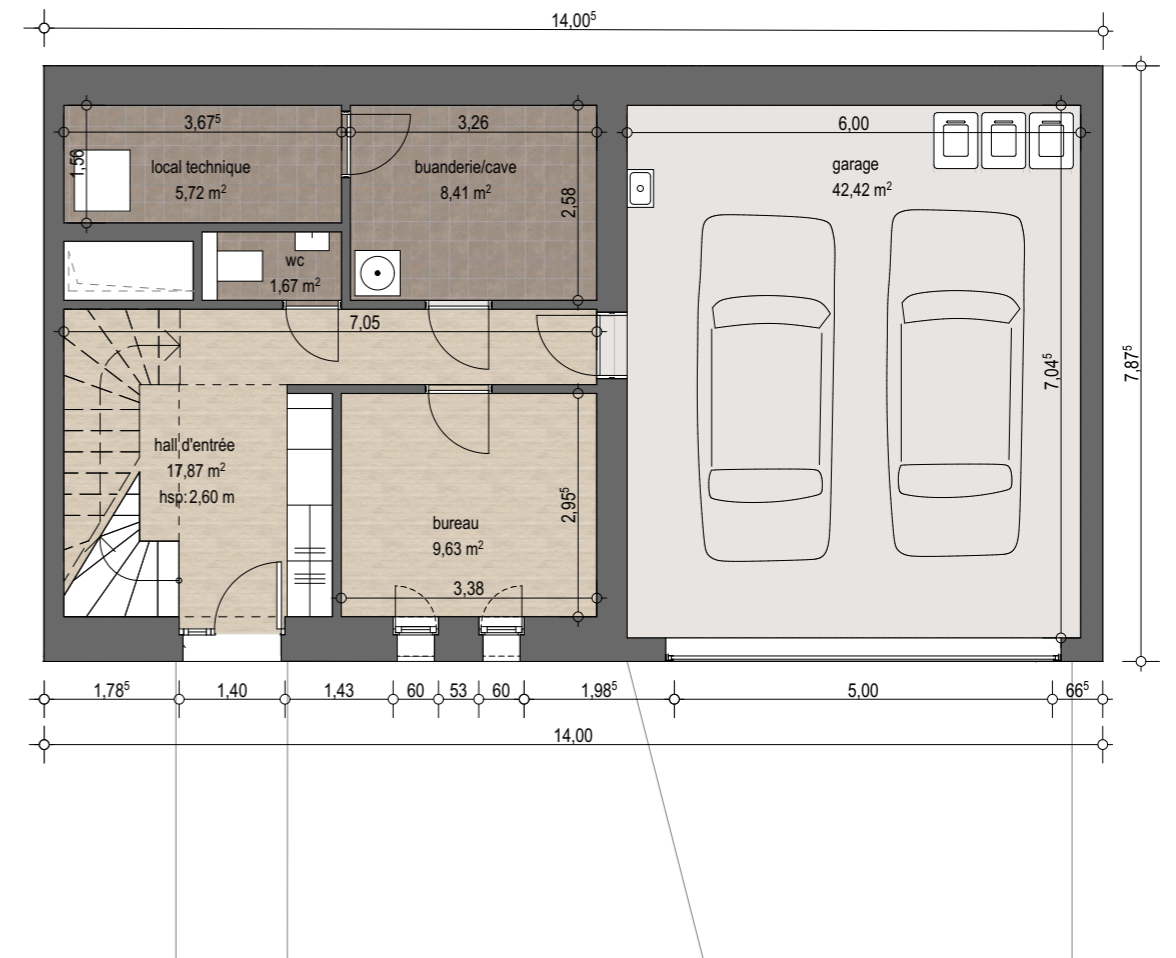 14,00⁵
3,67⁵
3,26
6,00
1,56
local technique
5,72 m²
buanderie/cave
8,41 m²
garage
42,42 m²
2,58
wc
1,67 m²
7,05
7,04⁵
7,87⁵
hall d'entrée
17,87 m²
hsp: 2,60 m
2,95⁵
bureau
9,63 m²
3,38
1,78⁵ 1,40 1,43 60 53 60 1,98⁵ 5,00 66⁵
14,00